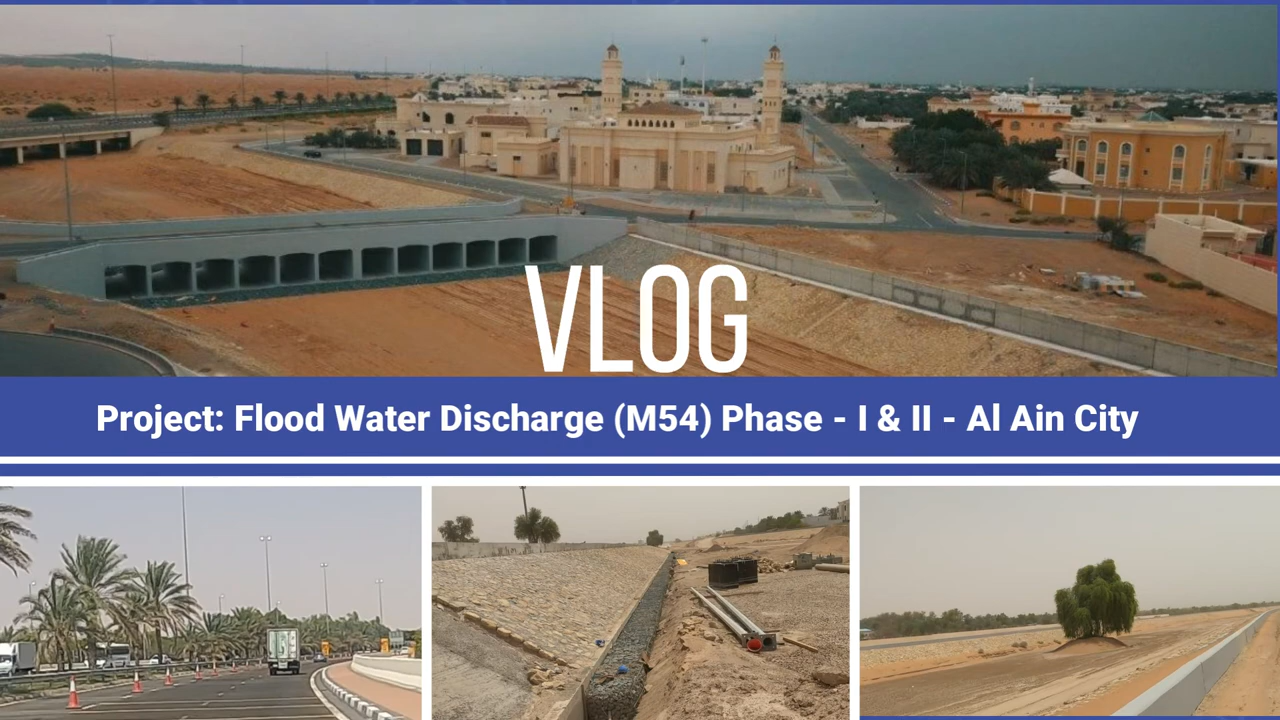 VLOG
Project: Flood Water Discharge (M54) Phase - I & II - Al Ain City